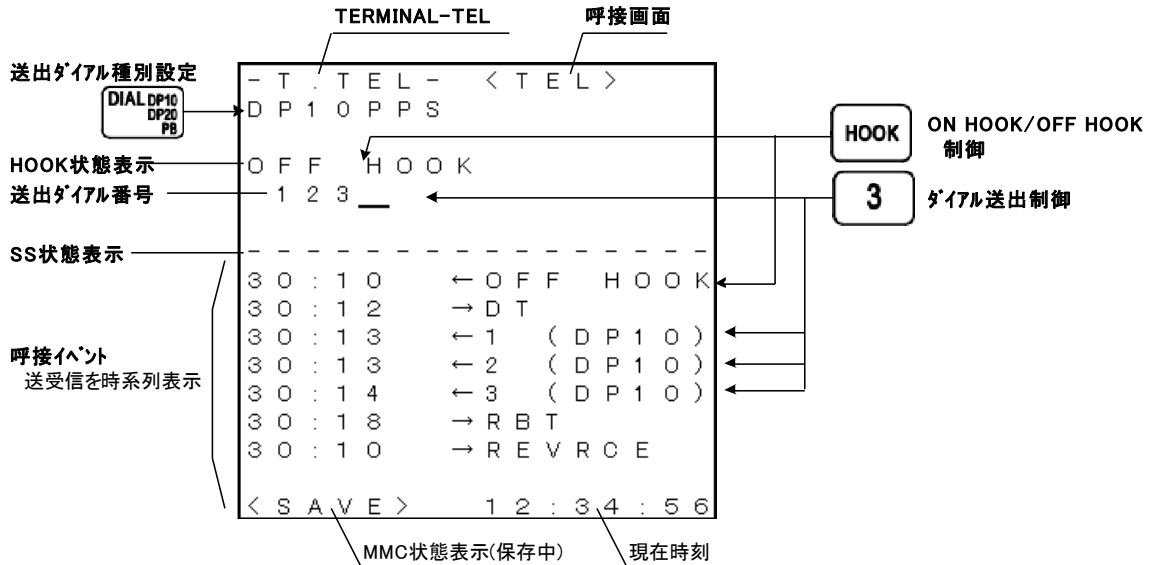 TERMINAL-TEL
呼接画面
送出ダイアル種別設定
DIAL DP10
DP20
PB
-T.TEL- <TEL>
DP10PPS
HOOK
ON HOOK/OFF HOOK
制御
HOOK状態表示
OFF HOOK
送出ダイアル番号
123_
3
ダイアル送出制御
SS状態表示
----------------
30:10 ←OFF HOOK
30:12 →DT
30:13 ←1 (DP10)
30:13 ←2 (DP10)
30:14 ←3 (DP10)
30:18 →RBT
30:10 →REVRCE
呼接イベント
送受信を時系列表示
<SAVE> 12:34:56
MMC状態表示(保存中)
現在時刻